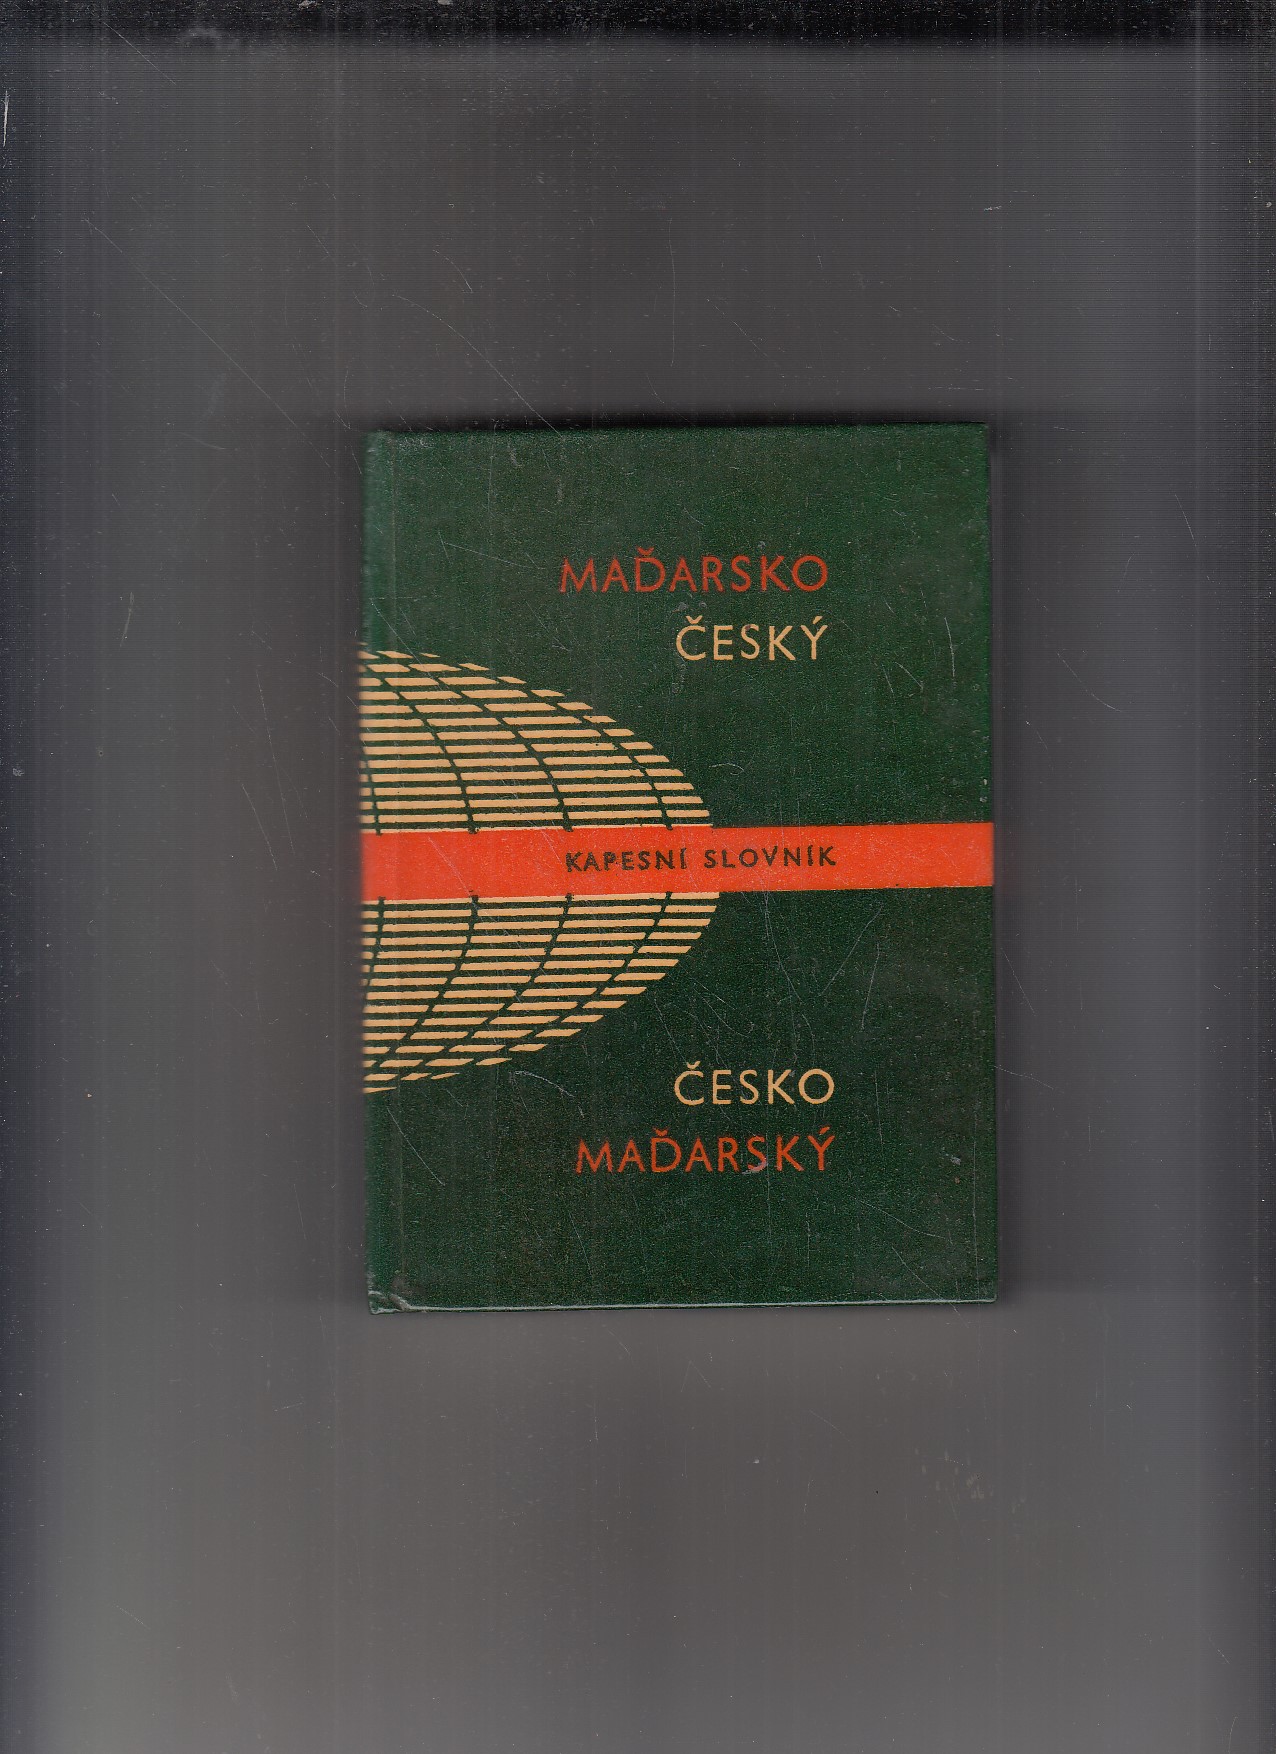 MAĎARSKO
ČESKÝ
KAPESNÍ SLOVNÍK
ČESKO
MAĎARSKÝ